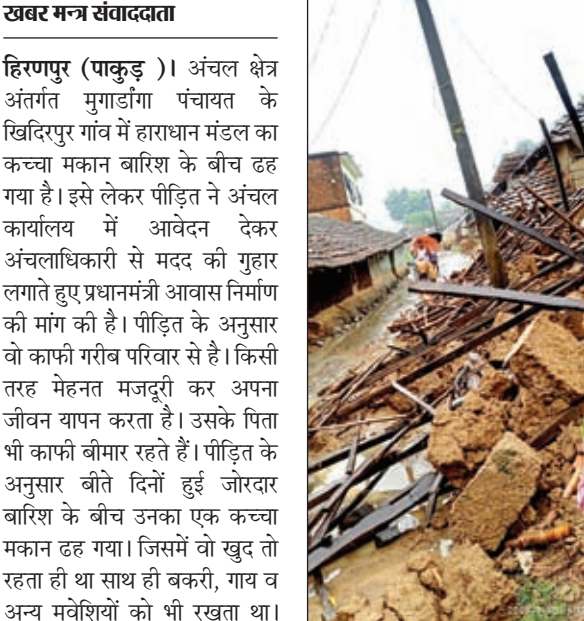 खबर मन्त्र संवाददाता
हिरणपुर (पाकुड़ )। अंचल क्षेत्र
अंतर्गत मुगार्डांगा पंचायत के
खिदिरपुर गांव में हाराधान मंडल का
कच्चा मकान बारिश के बीच ढह
गया है। इसे लेकर पीड़ित ने अंचल
कार्यालय में आवेदन देकर
अंचलाधिकारी से मदद की गुहार
लगाते हुए प्रधानमंत्री आवास निर्माण
की मांग की है। पीड़ित के अनुसार
वो काफी गरीब परिवार से है। किसी
तरह मेहनत मजदूरी कर अपना
जीवन यापन करता है। उसके पिता
भी काफी बीमार रहते हैं। पीड़ित के
अनुसार बीते दिनों हुई जोरदार
बारिश के बीच उनका एक कच्चा
मकान ढह गया। जिसमें वो खुद तो
रहता ही था साथ ही बकरी, गाय व
अन्य मवेशियों को भी रखता था।